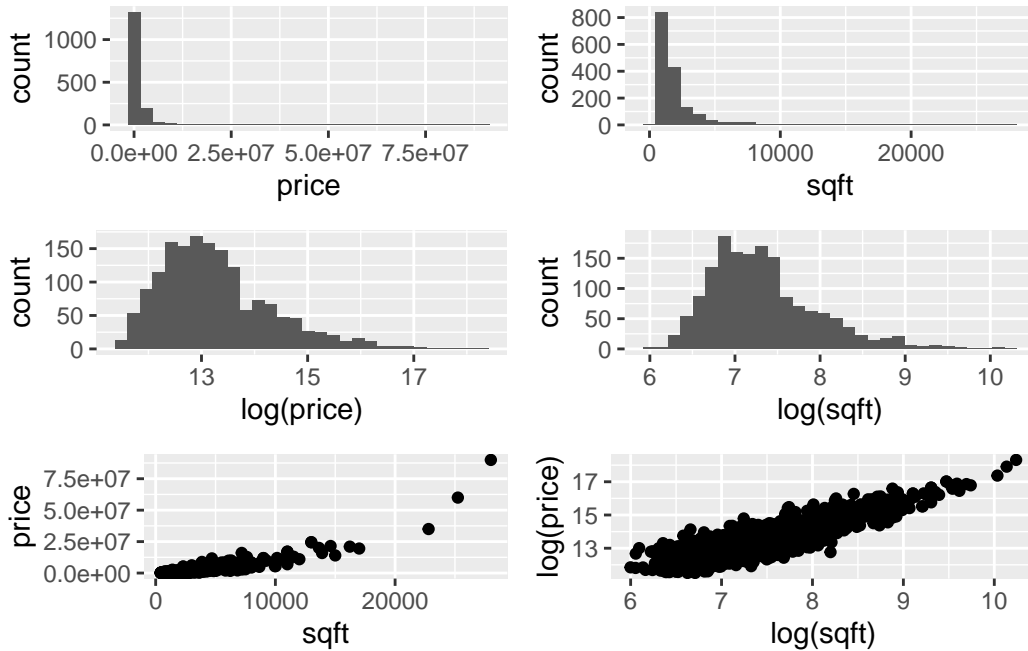 count
1000
500
0
0.0e+00 2.5e+07 5.0e+07 7.5e+07
price
count
800
600
400
200
0
0 10000 20000
sqft
count
150
100
50
0
13 15 17
log(price)
count
150
100
50
0
6 7 8 9 10
log(sqft)
price
7.5e+07
5.0e+07
2.5e+07
0.0e+00
0 10000 20000
sqft
log(price)
17
15
13
6 7 8 9 10
log(sqft)